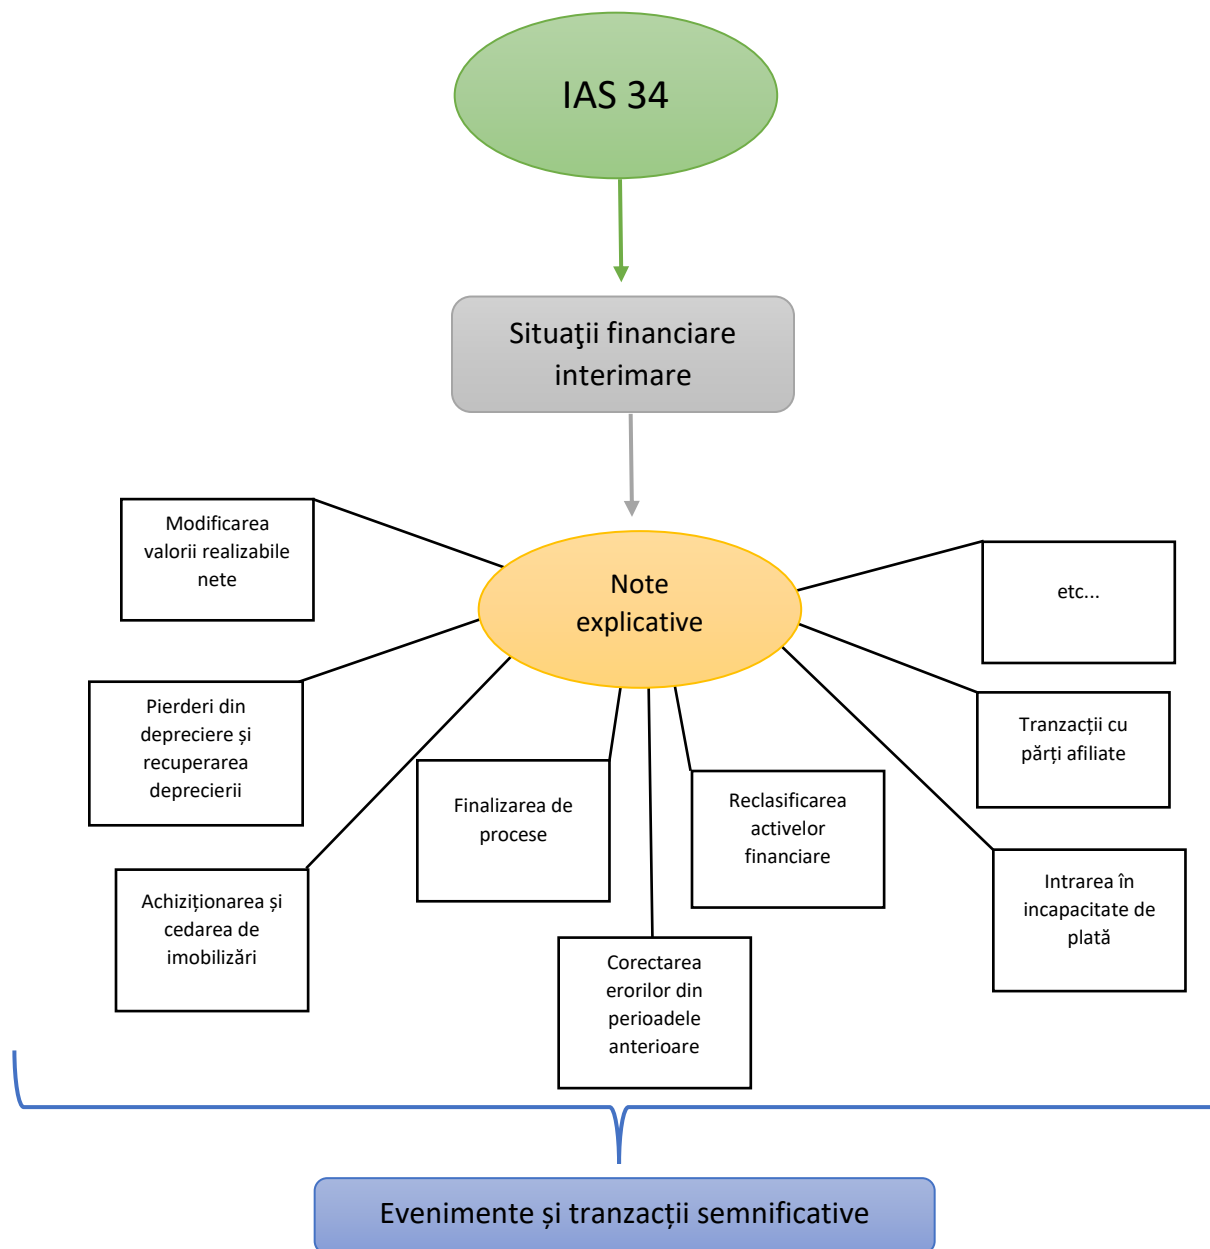 IAS 34
Situaţii financiare
interimare
Note
explicative
Modificarea
valorii realizabile
nete
etc...
Pierderi din
depreciere și
recuperarea
deprecierii
Tranzacții cu
părți afiliate
Finalizarea de
procese
Reclasificarea
activelor
financiare
Achiziționarea și
cedarea de
imobilizări
Intrarea în
incapacitate de
plată
Corectarea
erorilor din
perioadele
anterioare
Evenimente și tranzacții semnificative